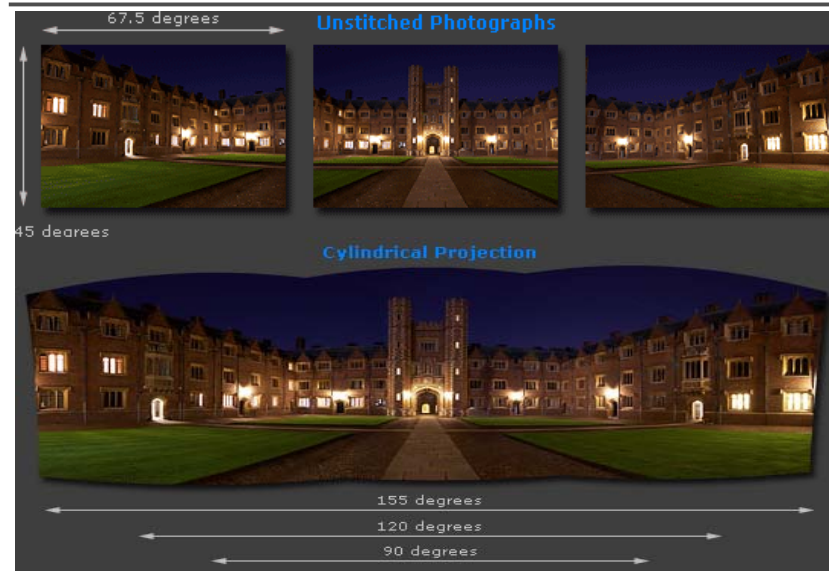 67.5 degrees
Unstitched Photographs
45 degrees
Cylindrical Projection
155 degrees
120 degrees
90 degrees